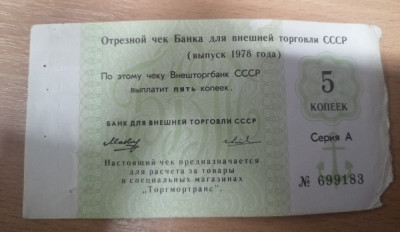 Отрезной чек Банка для внешней торговли СССР
(выпуск 1978 года)
По этому чеку Внешторгбанк СССР
выплатит пять копеек.
5
КОПЕЕК
БАНК ДЛЯ ВНЕШНЕЙ ТОРГОВЛИ СССР
Серия А
Настоящий чек предназначается
для расчета за товары
в специальных магазинах
„Торгмортранс".
№ 699183